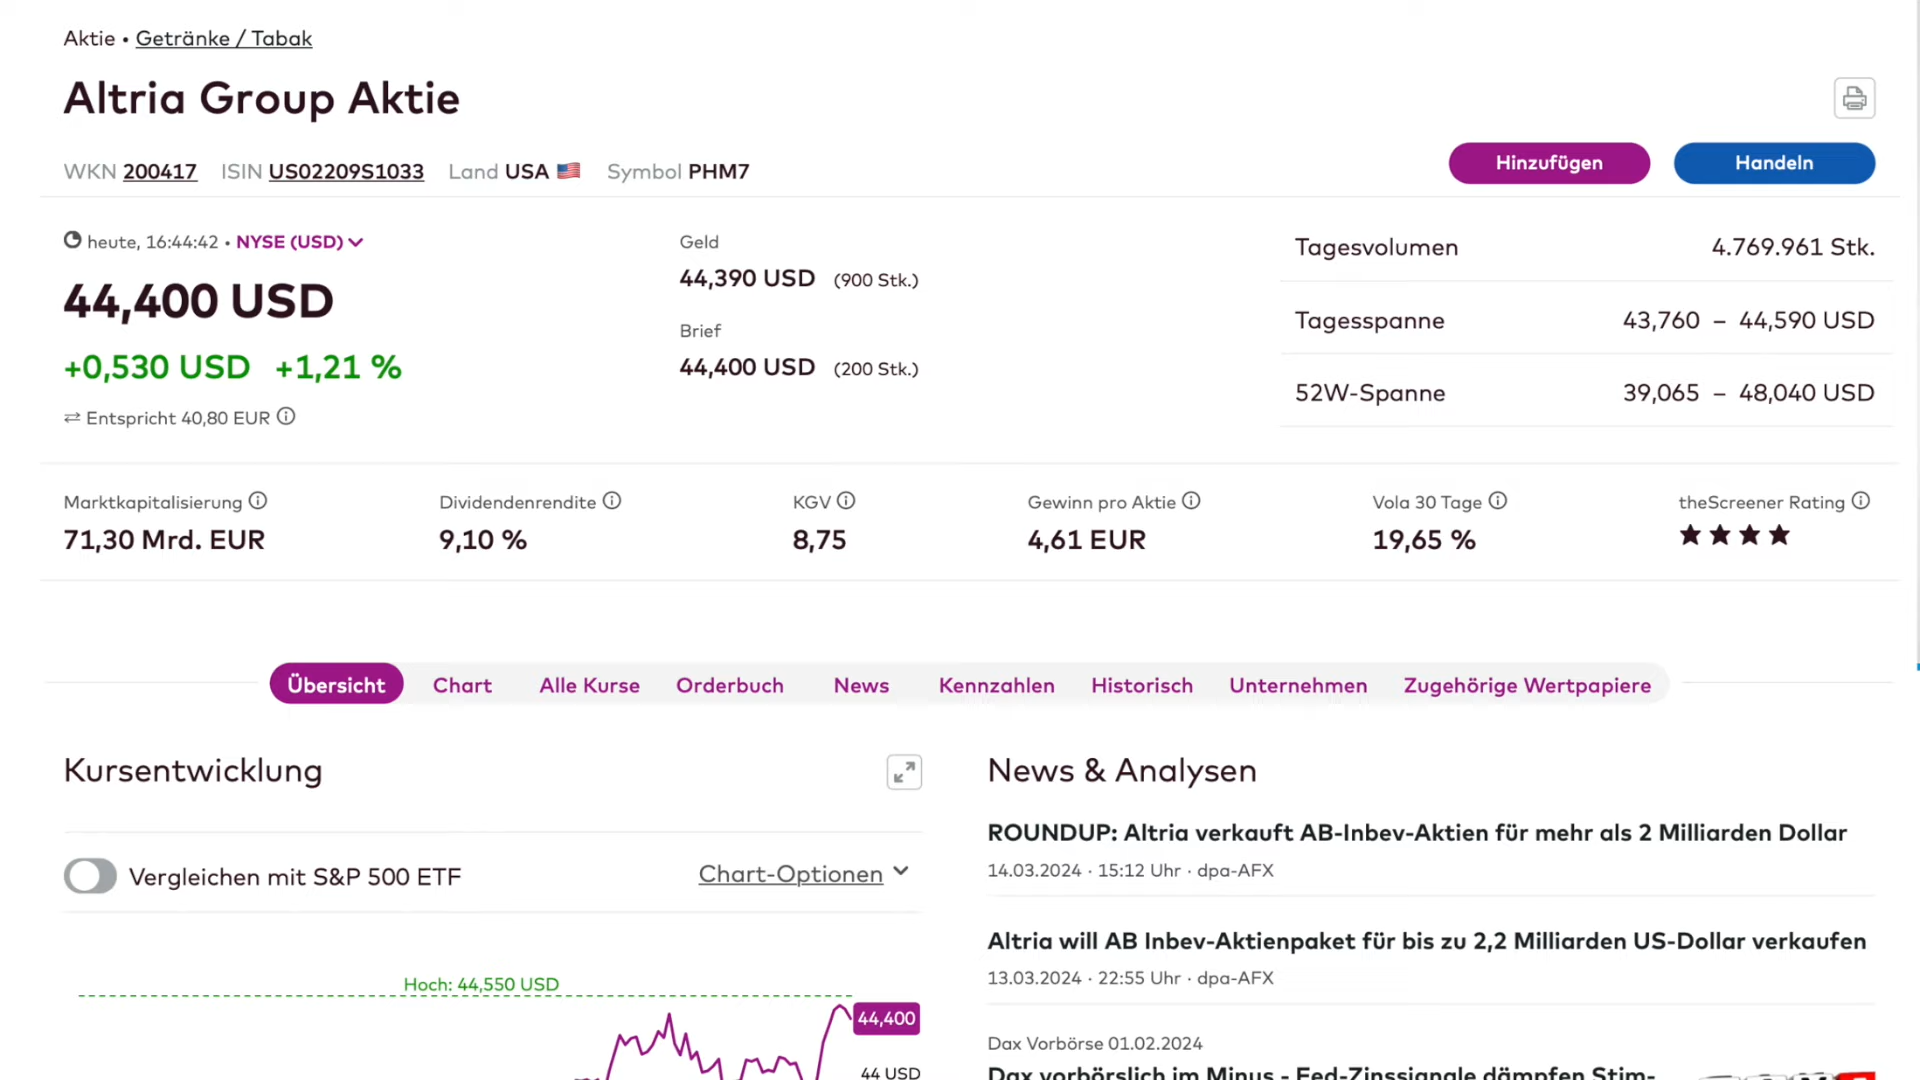 Aktie • Getränke / Tabak
Altria Group Aktie
WKN 200417 ISIN US02209S1033 Land USA Symbol PHM7
Hinzufügen
Handeln
heute, 16:44:42 • NYSE (USD)
44,400 USD
+0,530 USD +1,21 %
Entspricht 40,80 EUR
Geld
44,390 USD (900 Stk.)
Brief
44,400 USD (200 Stk.)
Tagesvolumen 4.769.961 Stk.
Tagesspanne 43,760 – 44,590 USD
52W-Spanne 39,065 – 48,040 USD
Marktkapitalisierung
71,30 Mrd. EUR
Dividendenrendite
9,10 %
KGV
8,75
Gewinn pro Aktie
4,61 EUR
Vola 30 Tage
19,65 %
theScreener Rating
Übersicht Chart Alle Kurse Orderbuch News Kennzahlen Historisch Unternehmen Zugehörige Wertpapiere
Kursentwicklung
Vergleichen mit S&P 500 ETF
Chart-Optionen
Hoch: 44,550 USD
44,400
44 USD
News & Analysen
ROUNDUP: Altria verkauft AB-Inbev-Aktien für mehr als 2 Milliarden Dollar
14.03.2024 · 15:12 Uhr · dpa-AFX
Altria will AB Inbev-Aktienpaket für bis zu 2,2 Milliarden US-Dollar verkaufen
13.03.2024 · 22:55 Uhr · dpa-AFX
Dax Vorbörse 01.02.2024
Dax vorbörslich im Minus - Fed-Zinssignale dämpfen Stim-